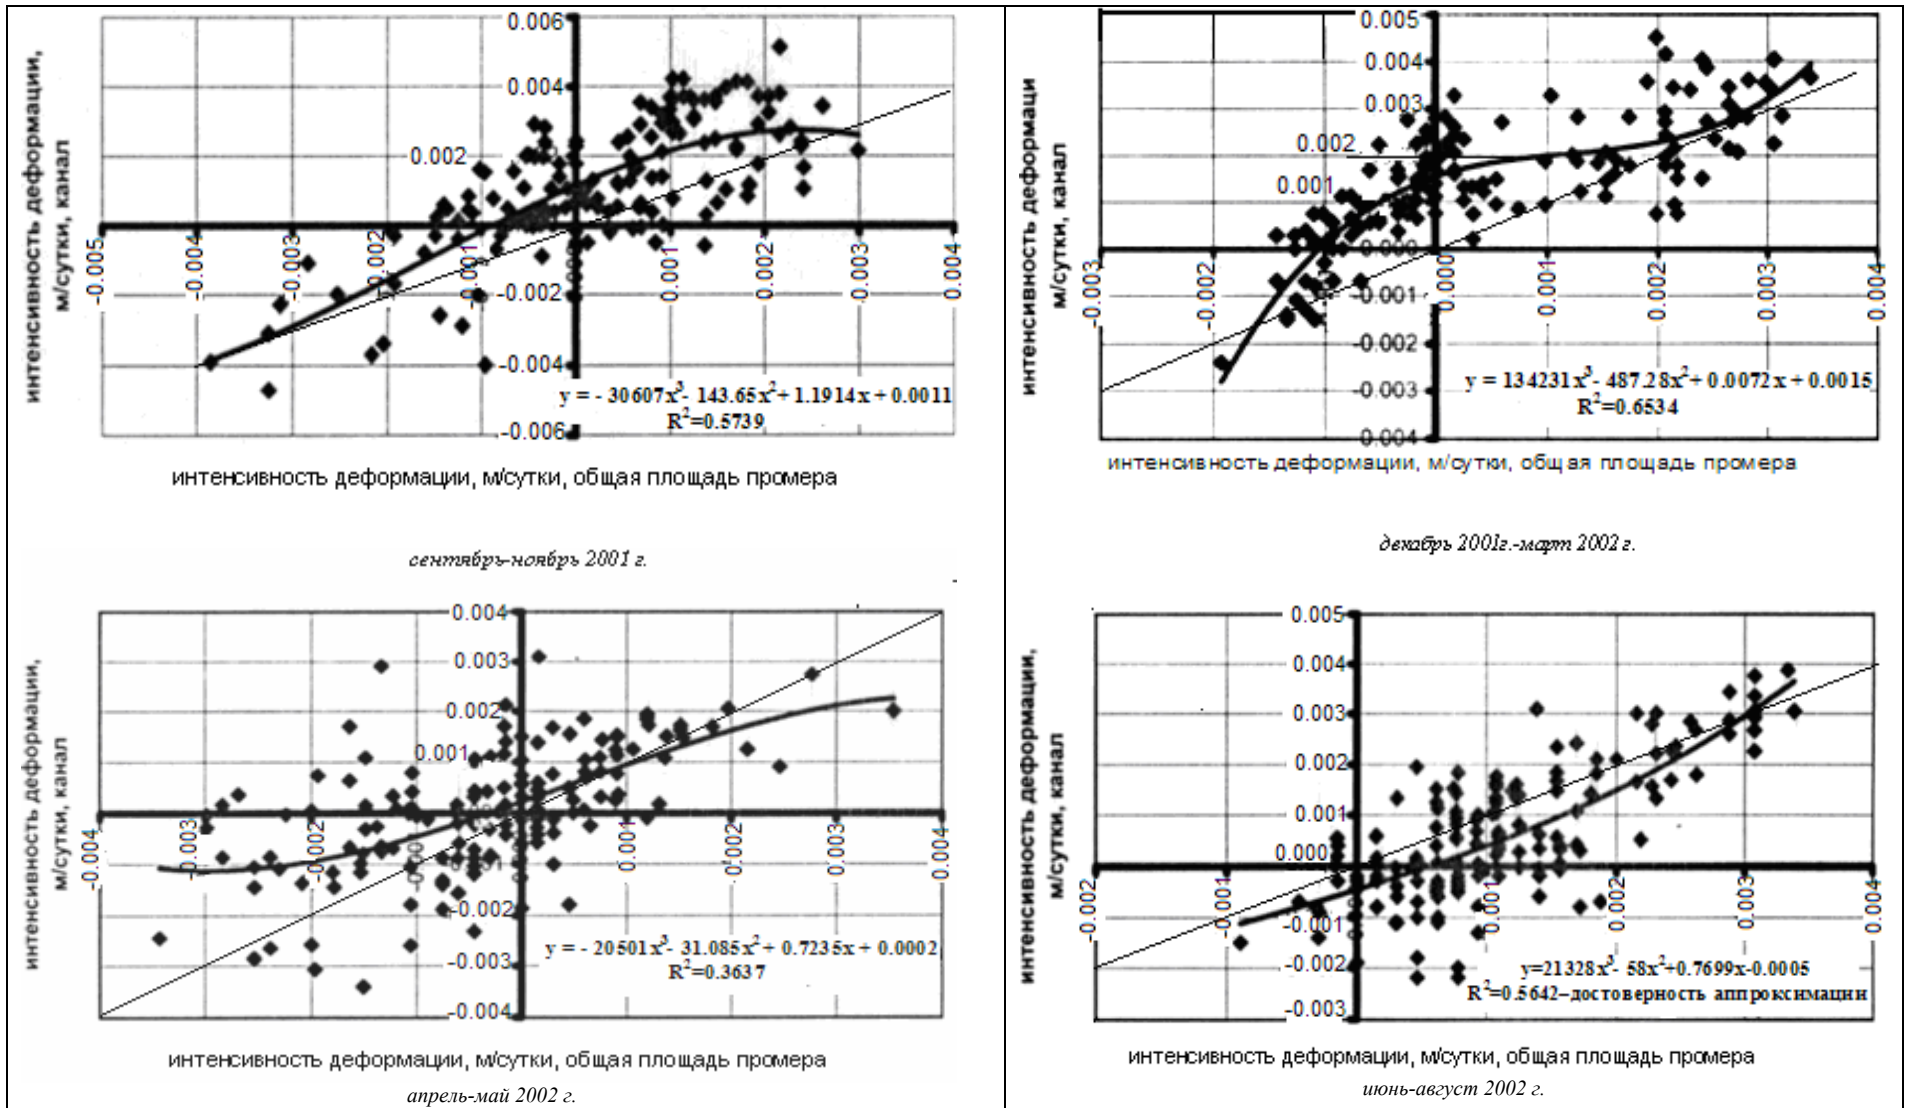 интенсивность деформации,
м/сутки, канал
0.006
0.004
0.002
-0.002
-0.004
-0.006
-0.005
-0.004
-0.003
-0.002
-0.001
0.001
0.002
0.003
0.004
y = - 30607x³- 143.65x²+ 1.1914x + 0.0011
R²=0.5739
интенсивность деформации, м/сутки, общая площадь промера
сентябрь-ноябрь 2001 г.
интенсивность деформаци
м/сутки, канал
0.005
0.004
0.003
0.002
0.001
0.000
-0.001
-0.002
-0.003
0.004
-0.003
-0.002
0.000
0.001
0.002
0.003
0.004
y = 134231x³- 487.28x²+ 0.0072x + 0.0015
R²=0.6534
интенсивность деформации, м/сутки, общая площадь промера
декабрь 2001г.-март 2002 г.
интенсивность деформации,
м/сутки, канал
0.004
0.003
0.002
0.001
-0.002
-0.003
-0.004
-0.004
-0.003
-0.002
0.001
0.002
0.003
0.004
y = - 20501x³- 31.085x²+ 0.7235x + 0.0002
R²=0.3637
интенсивность деформации, м/сутки, общая площадь промера
апрель-май 2002 г.
интенсивность деформации,
м/сутки, канал
0.005
0.004
0.003
0.002
0.001
0.000
-0.001
-0.002
-0.003
-0.002
-0.001
0.001
0.002
0.003
0.004
y=21328x³- 58x²+0.7699x-0.0005
R²=0.5642–достоверность аппроксимации
интенсивность деформации, м/сутки, общая площадь промера
июнь-август 2002 г.